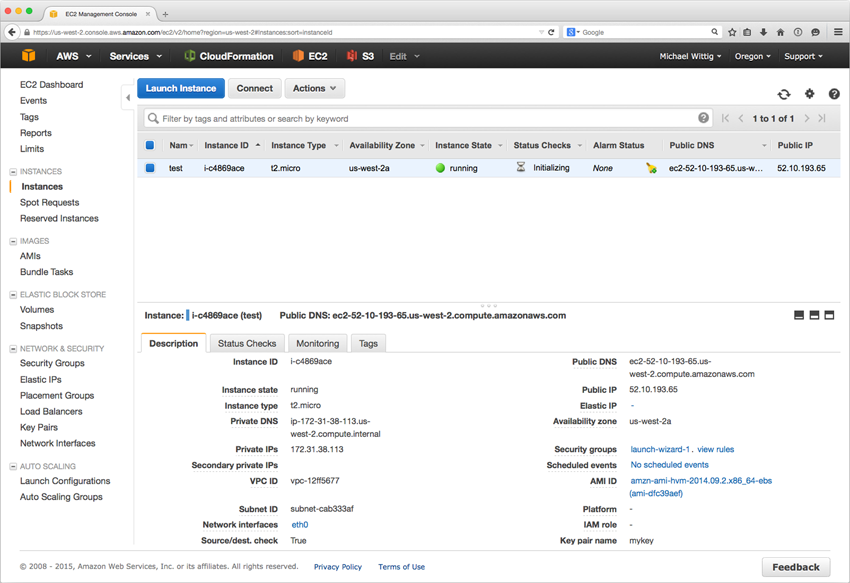 EC2 Management Console
https://us-west-2.console.aws.amazon.com/ec2/v2/home?region=us-west-2#Instances:sort=instanceId
Google
AWS Services CloudFormation EC2 S3 Edit Michael Wittig Oregon Support
EC2 Dashboard
Events
Tags
Reports
Limits
INSTANCES
Instances
Spot Requests
Reserved Instances
IMAGES
AMIs
Bundle Tasks
ELASTIC BLOCK STORE
Volumes
Snapshots
NETWORK & SECURITY
Security Groups
Elastic IPs
Placement Groups
Load Balancers
Key Pairs
Network Interfaces
AUTO SCALING
Launch Configurations
Auto Scaling Groups
Launch Instance Connect Actions
Filter by tags and attributes or search by keyword 1 to 1 of 1
Nam Instance ID Instance Type Availability Zone Instance State Status Checks Alarm Status Public DNS Public IP
test i-c4869ace t2.micro us-west-2a running Initializing None ec2-52-10-193-65.us-w... 52.10.193.65
Instance: i-c4869ace (test) Public DNS: ec2-52-10-193-65.us-west-2.compute.amazonaws.com
Description Status Checks Monitoring Tags
Instance ID i-c4869ace
Instance state running
Instance type t2.micro
Private DNS ip-172-31-38-113.us-
west-2.compute.internal
Private IPs 172.31.38.113
Secondary private IPs
VPC ID vpc-12ff5677
Subnet ID subnet-cab333af
Network interfaces eth0
Source/dest. check True
Public DNS ec2-52-10-193-65.us-
west-2.compute.amazonaws.com
Public IP 52.10.193.65
Elastic IP -
Availability zone us-west-2a
Security groups launch-wizard-1. view rules
Scheduled events No scheduled events
AMI ID amzn-ami-hvm-2014.09.2.x86_64-ebs
(ami-dfc39aef)
Platform -
IAM role -
Key pair name mykey
© 2008 - 2015, Amazon Web Services, Inc. or its affiliates. All rights reserved. Privacy Policy Terms of Use Feedback